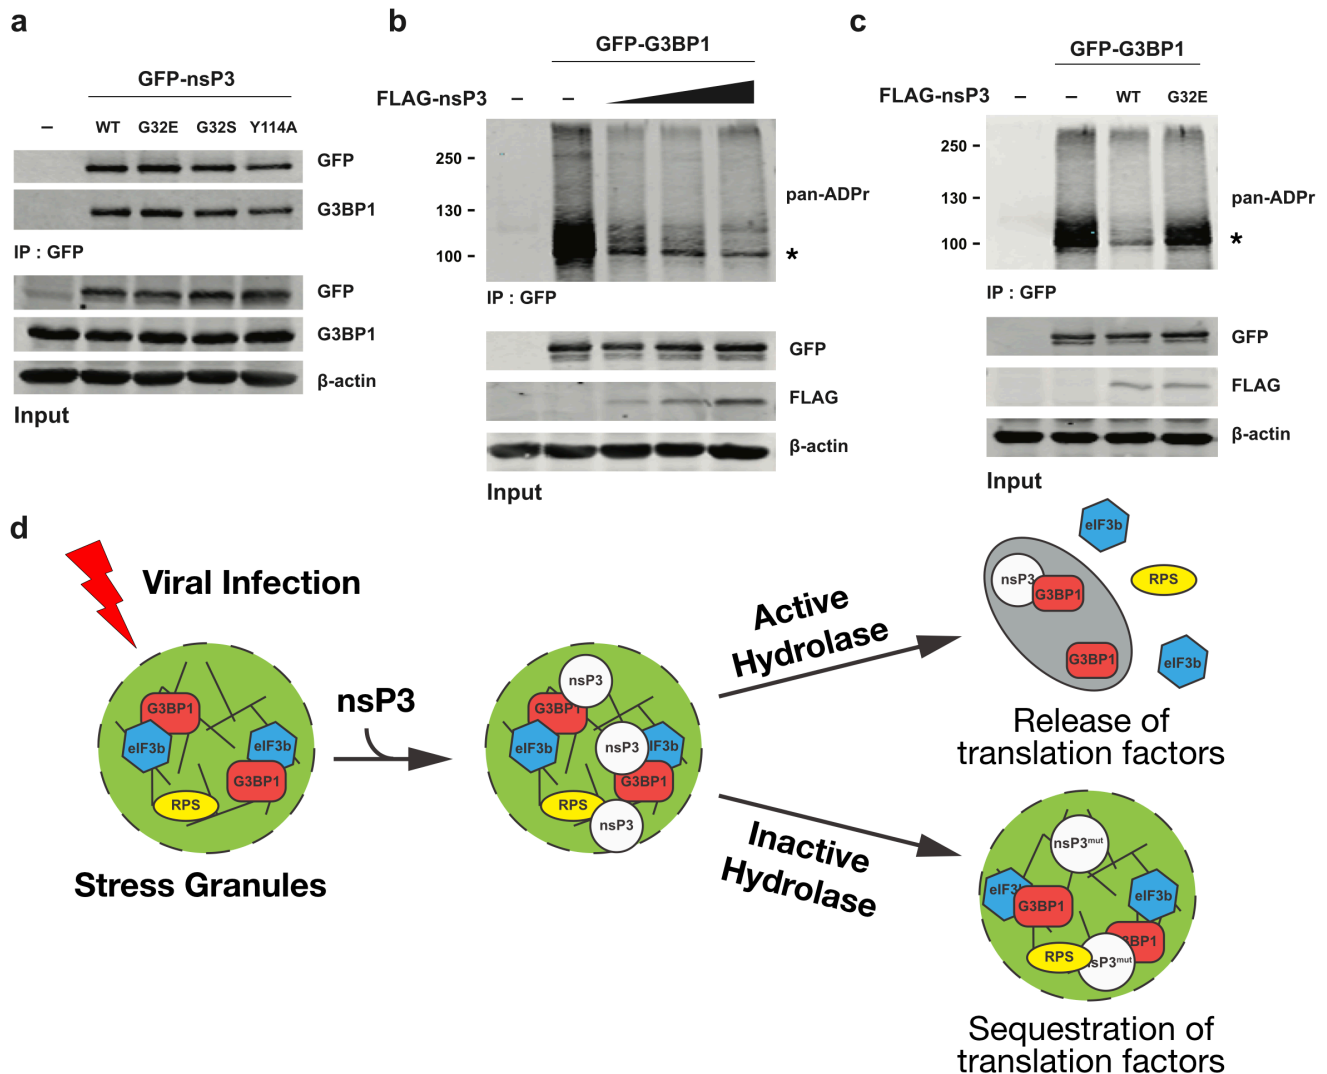 a
GFP-nsP3
– WT G32E G32S Y114A
GFP
G3BP1
IP : GFP
GFP
G3BP1
β-actin
Input
b
GFP-G3BP1
FLAG-nsP3 – –
250 –
130 –
100 –
pan-ADPr
*
IP : GFP
GFP
FLAG
β-actin
Input
c
GFP-G3BP1
FLAG-nsP3 – – WT G32E
250 –
130 –
100 –
pan-ADPr
*
IP : GFP
GFP
FLAG
β-actin
Input
d
Viral Infection
G3BP1
eIF3b
eIF3b
G3BP1
RPS
Stress Granules
nsP3
nsP3
G3BP1
eIF3b
nsP3
IF3b
G3BP1
RPS
nsP3
Active
Hydrolase
eIF3b
nsP3
G3BP1
RPS
G3BP1
eIF3b
Release of
translation factors
Inactive
Hydrolase
nsP3mut
eIF3b
G3BP1
eIF3b
3BP1
RPS
nsP3mut
Sequestration of
translation factors